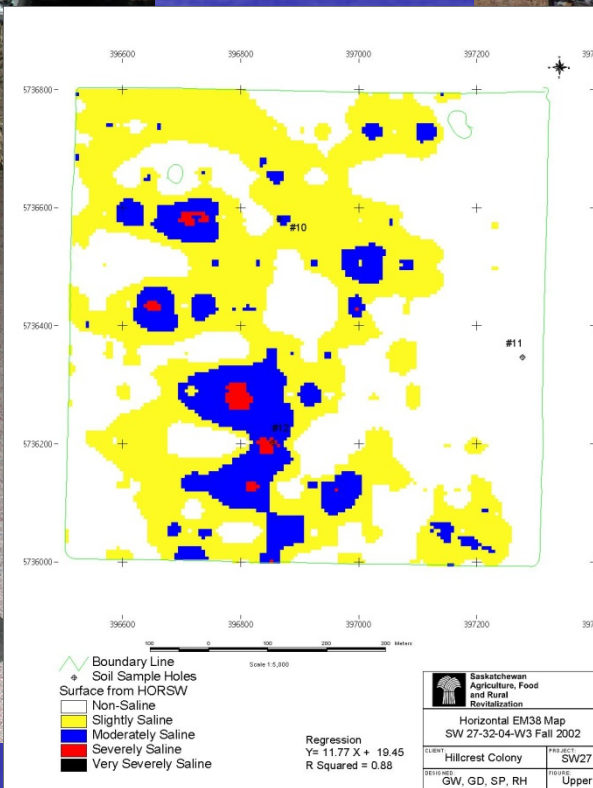 396600 396800 397000 397200
5736800
5736600
#10
5736400
#11
5736200
5736000
396600 396800 397000 397200
100 0 100 200 300 Meters
Scale 1:5,000
Boundary Line
Soil Sample Holes
Surface from HORSW
Non-Saline
Slightly Saline
Moderately Saline
Severely Saline
Very Severely Saline
Regression
Y= 11.77 X + 19.45
R Squared = 0.88
Saskatchewan
Agriculture, Food
and Rural
Revitalization
Horizontal EM38 Map
SW 27-32-04-W3 Fall 2002
CLIENT: Hillcrest Colony
PROJECT: SW27
DESIGNED: GW, GD, SP, RH
FIGURE: Upper